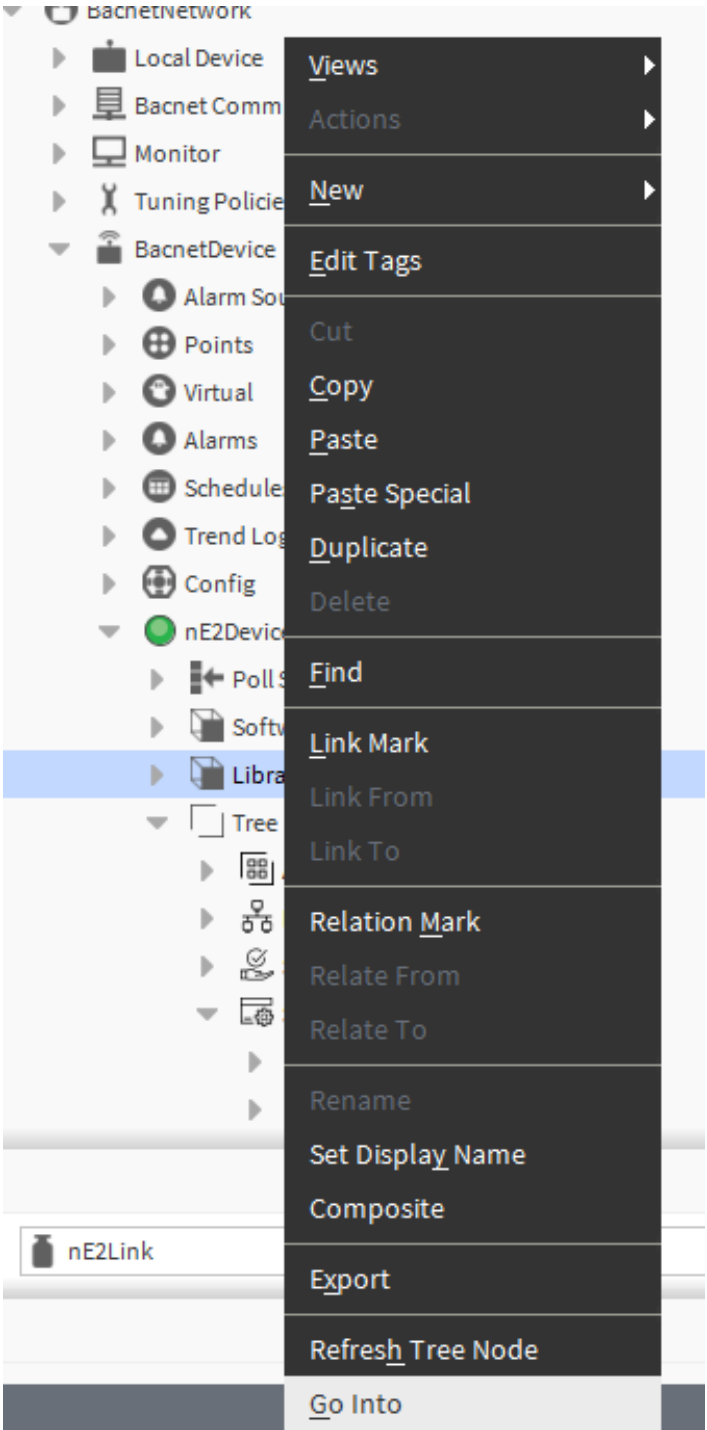 BacnetNetwork
Local Device
Bacnet Comm
Monitor
Tuning Policie
BacnetDevice
Alarm Sou
Points
Virtual
Alarms
Schedule
Trend Log
Config
nE2Device
Poll S
Softw
Libra
Tree
nE2Link
Views
Actions
New
Edit Tags
Cut
Copy
Paste
Paste Special
Duplicate
Delete
Find
Link Mark
Link From
Link To
Relation Mark
Relate From
Relate To
Rename
Set Display Name
Composite
Export
Refresh Tree Node
Go Into